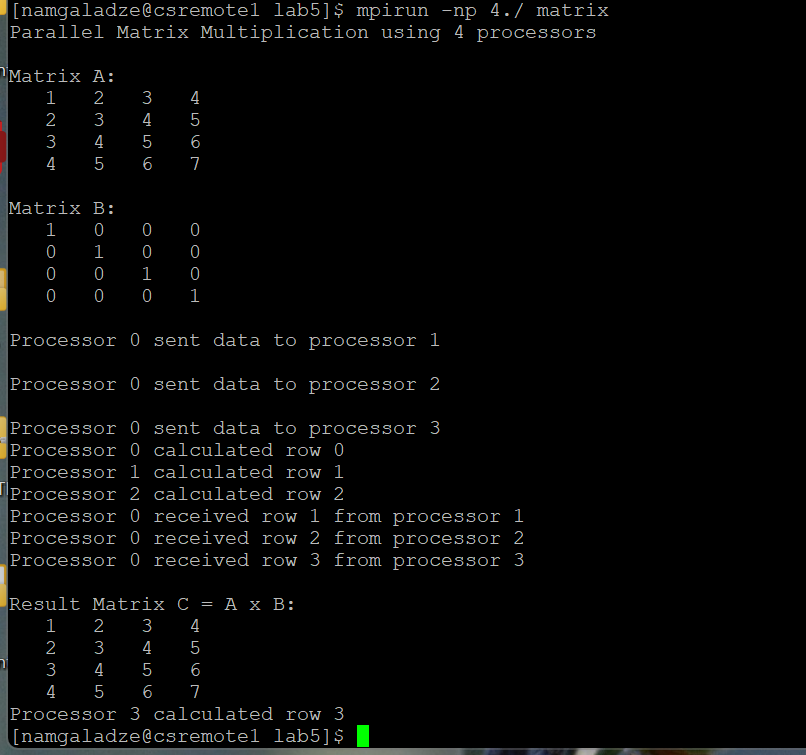 [namgaladze@csremote1 lab5]$ mpirun -np 4./ matrix
Parallel Matrix Multiplication using 4 processors
Matrix A:
1 2 3 4
2 3 4 5
3 4 5 6
4 5 6 7
Matrix B:
1 0 0 0
0 1 0 0
0 0 1 0
0 0 0 1
Processor 0 sent data to processor 1
Processor 0 sent data to processor 2
Processor 0 sent data to processor 3
Processor 0 calculated row 0
Processor 1 calculated row 1
Processor 2 calculated row 2
Processor 0 received row 1 from processor 1
Processor 0 received row 2 from processor 2
Processor 0 received row 3 from processor 3
Result Matrix C = A x B:
1 2 3 4
2 3 4 5
3 4 5 6
4 5 6 7
Processor 3 calculated row 3
[namgaladze@csremote1 lab5]$